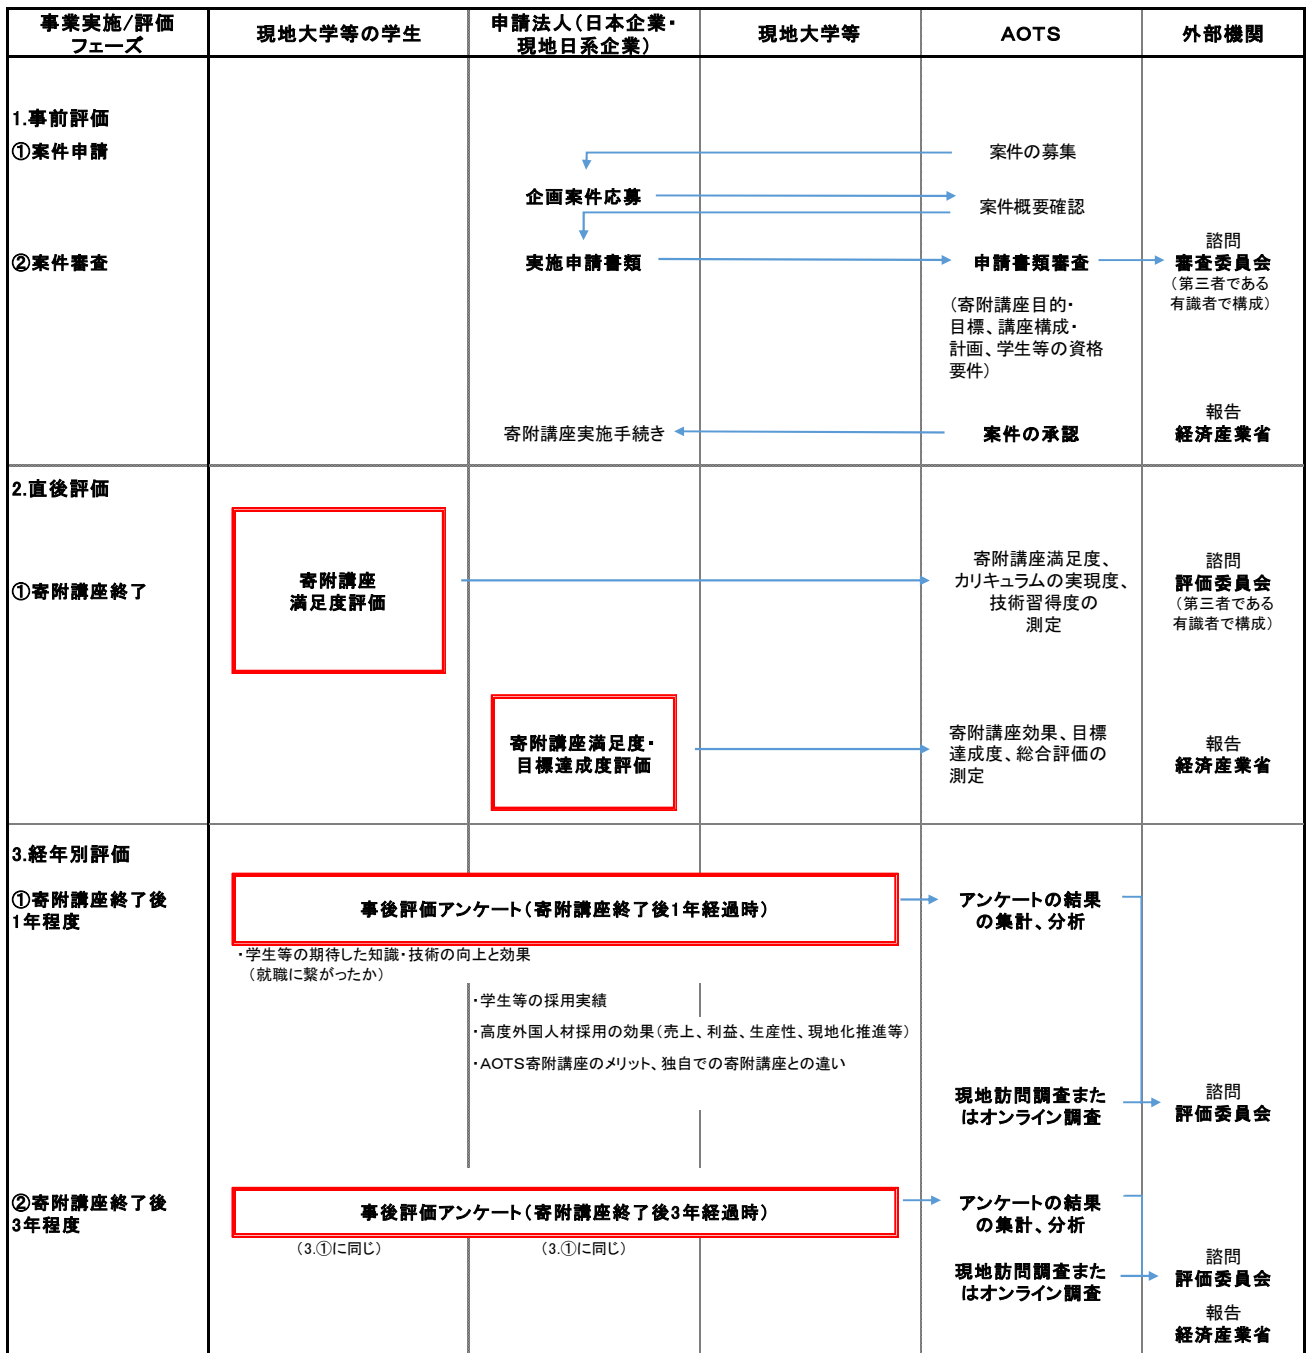 事業実施/評価
フェーズ
現地大学等の学生
申請法人(日本企業・
現地日系企業)
現地大学等
AOTS
外部機関
1.事前評価
①案件申請
案件の募集
企画案件応募
案件概要確認
②案件審査
実施申請書類
申請書類審査
(寄附講座目的・
目標、講座構成・
計画、学生等の資格
要件)
諮問
審査委員会
(第三者である
有識者で構成)
寄附講座実施手続き
案件の承認
報告
経済産業省
2.直後評価
①寄附講座終了
寄附講座
満足度評価
寄附講座満足度、
カリキュラムの実現度、
技術習得度の
測定
諮問
評価委員会
(第三者である
有識者で構成)
寄附講座満足度・
目標達成度評価
寄附講座効果、目標
達成度、総合評価の
測定
報告
経済産業省
3.経年別評価
①寄附講座終了後
1年程度
事後評価アンケート(寄附講座終了後1年経過時)
アンケートの結果
の集計、分析
・学生等の期待した知識・技術の向上と効果
(就職に繋がったか)
・学生等の採用実績
・高度外国人材採用の効果(売上、利益、生産性、現地化推進等)
・AOTS寄附講座のメリット、独自での寄附講座との違い
現地訪問調査また
はオンライン調査
諮問
評価委員会
②寄附講座終了後
3年程度
事後評価アンケート(寄附講座終了後3年経過時)
(3.①に同じ)
(3.①に同じ)
アンケートの結果
の集計、分析
現地訪問調査また
はオンライン調査
諮問
評価委員会
報告
経済産業省